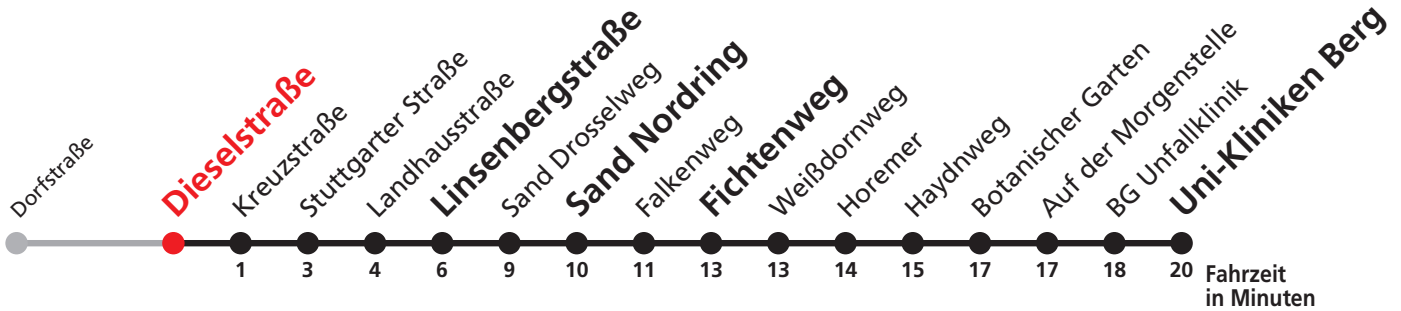 Dorfstraße
Dieselstraße
Kreuzstraße
Stuttgarter Straße
Landhausstraße
Linsenbergstraße
Sand Drosselweg
Sand Nordring
Falkenweg
Fichtenweg
Weißdornweg
Horemer
Haydnweg
Botanischer Garten
Auf der Morgenstelle
BG Unfallklinik
Uni-Kliniken Berg
1 3 4 6 9 10 11 13 13 14 15 17 17 18 20
Fahrzeit
in Minuten